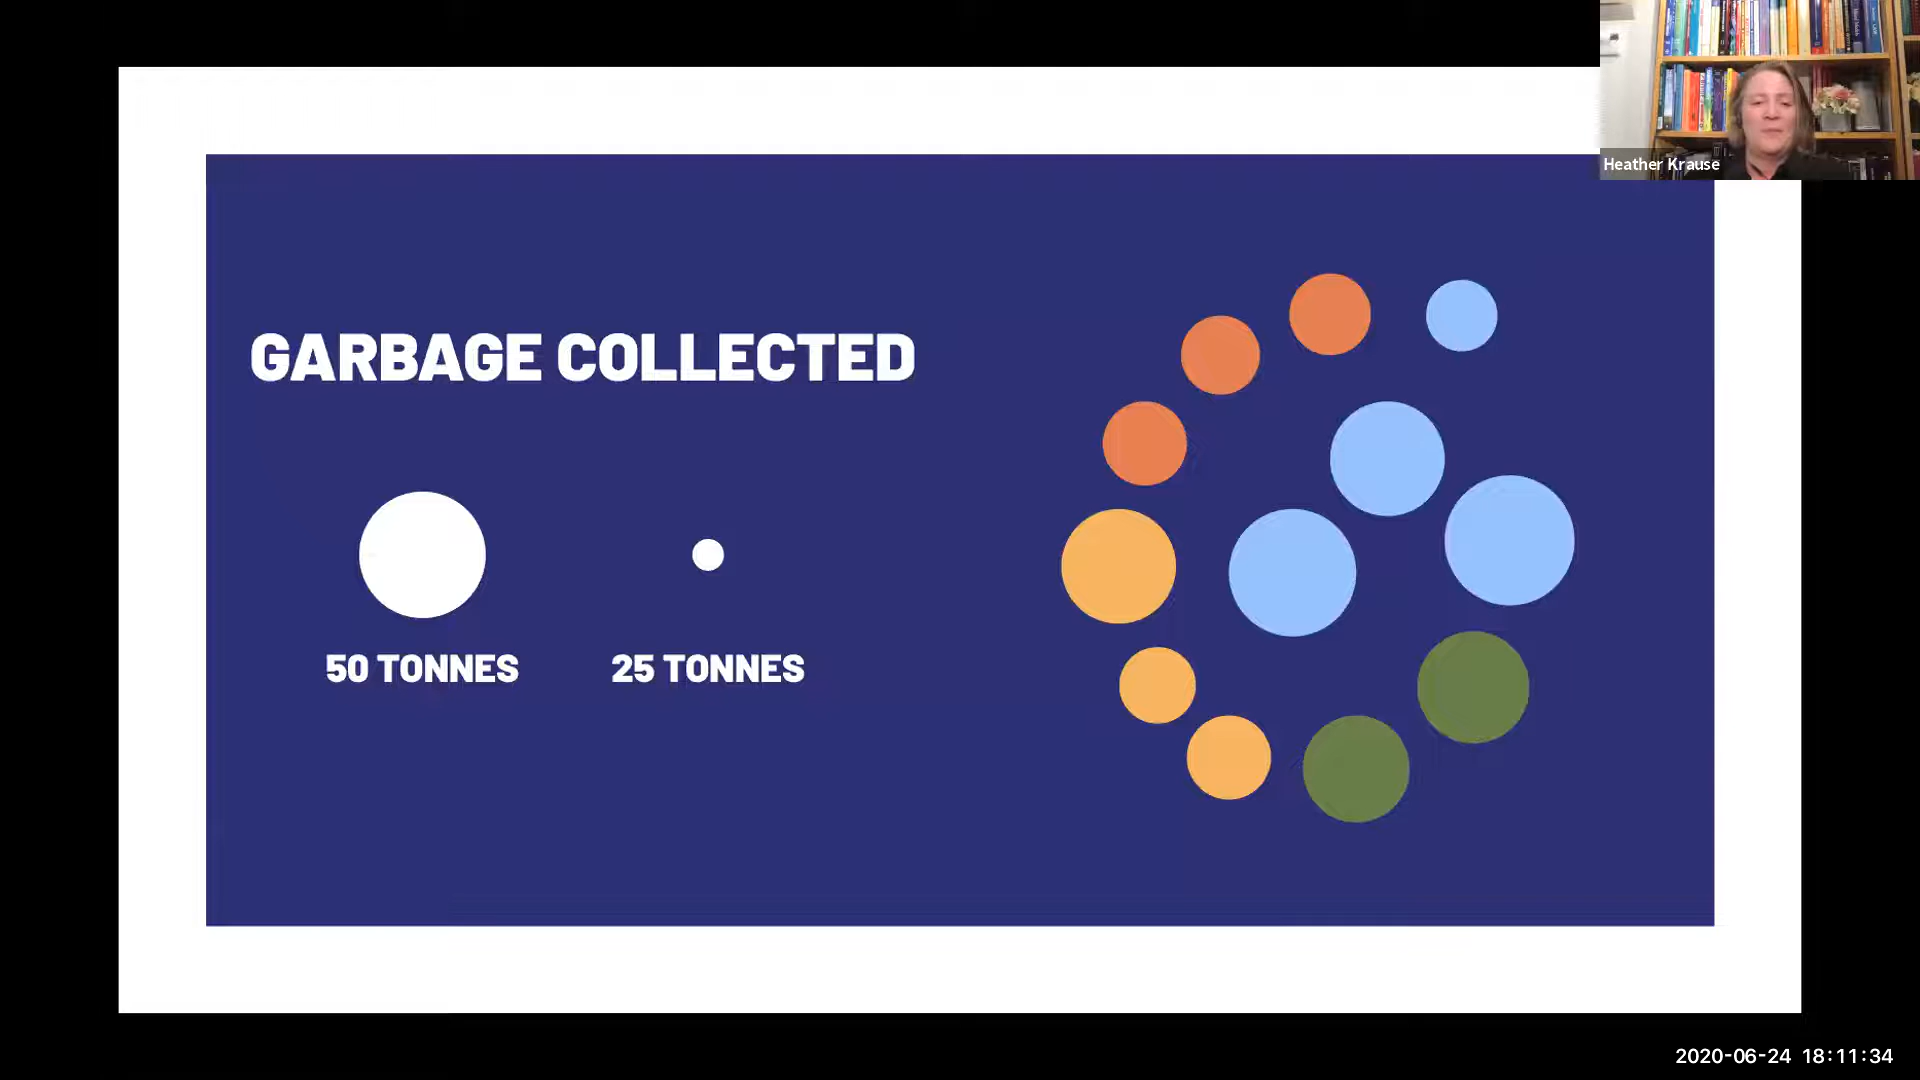 Heather Krause
GARBAGE COLLECTED
50 TONNES
25 TONNES
2020-06-24 18:11:34